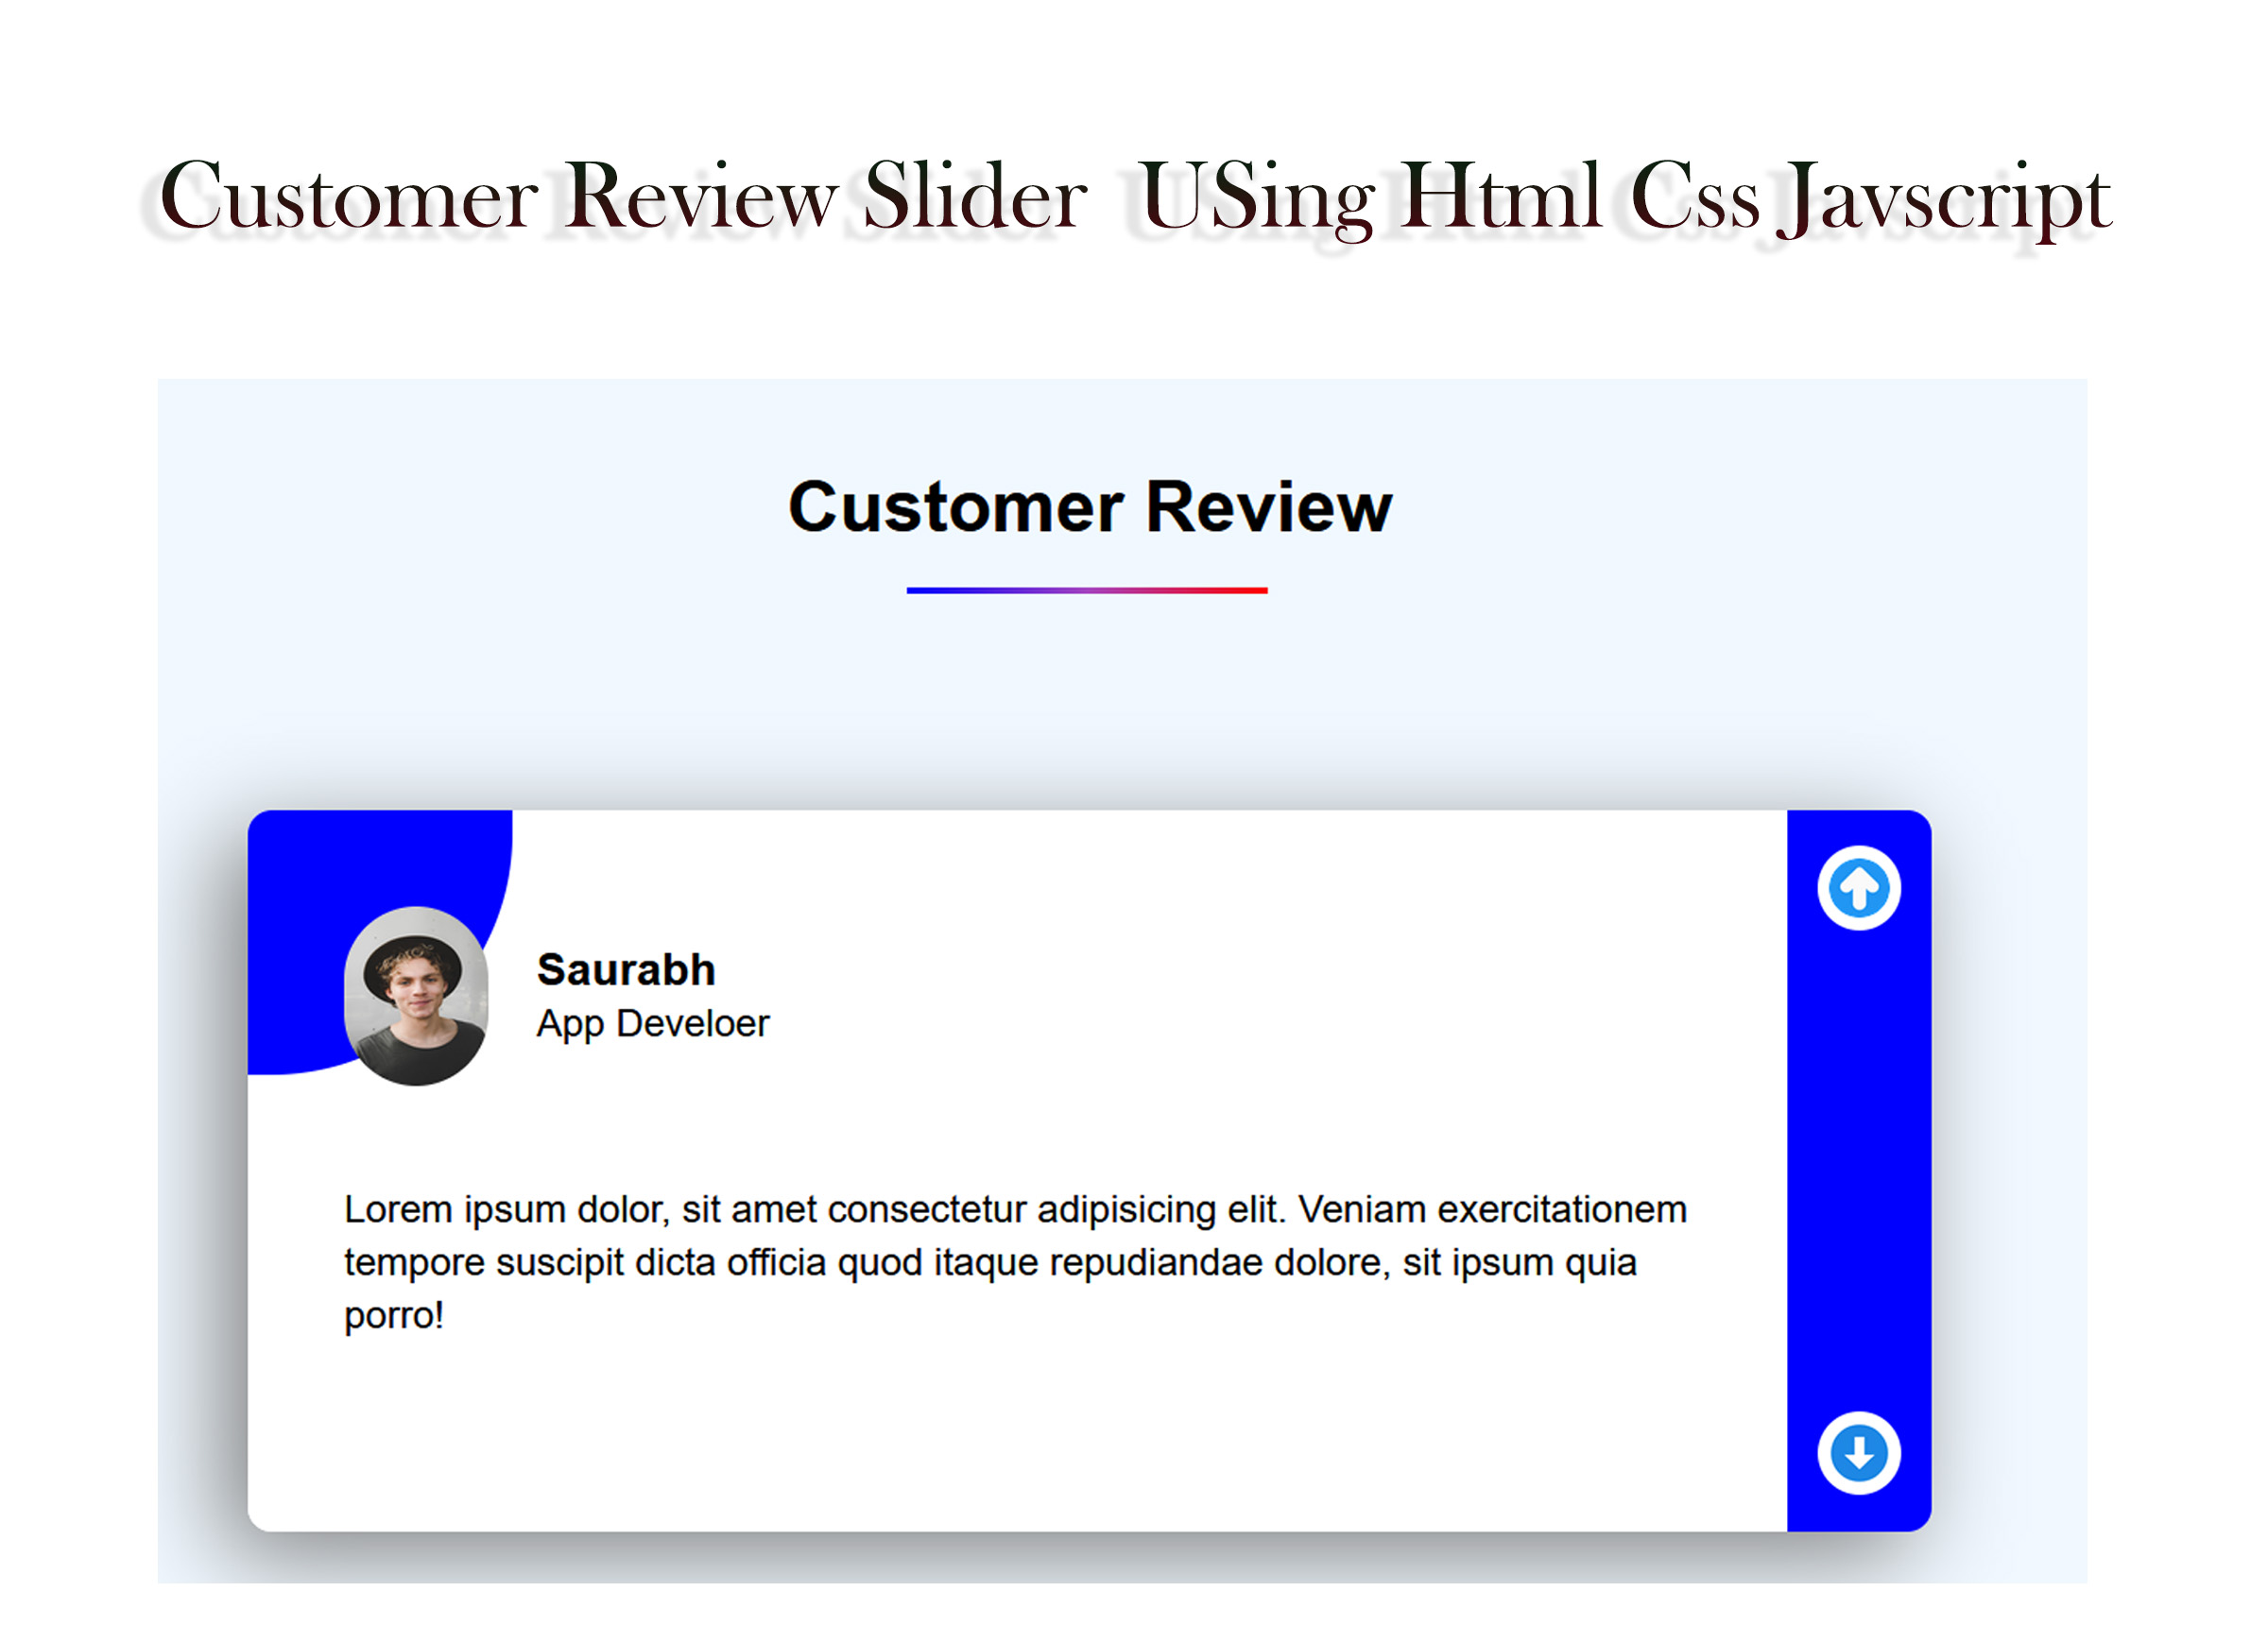 Customer Review Slider  USing Html Css Javscript
Customer Review
Saurabh
App Develoer
Lorem ipsum dolor, sit amet consectetur adipisicing elit. Veniam exercitationem
tempore suscipit dicta officia quod itaque repudiandae dolore, sit ipsum quia
porro!